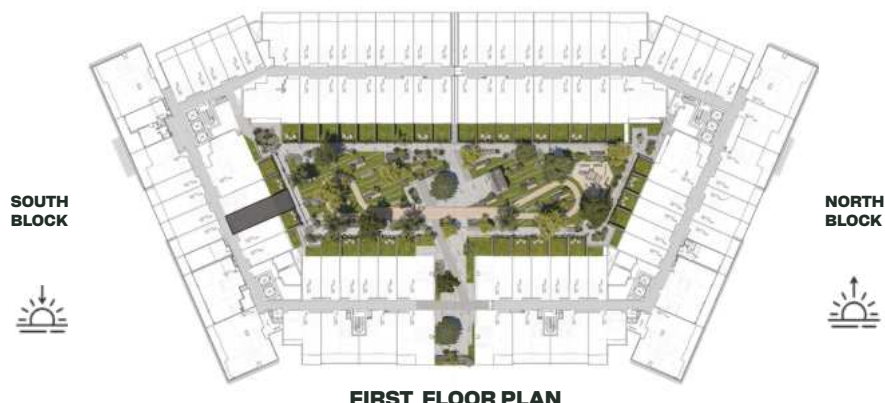 SOUTH
BLOCK
NORTH
BLOCK
FIRST FLOOR PLAN